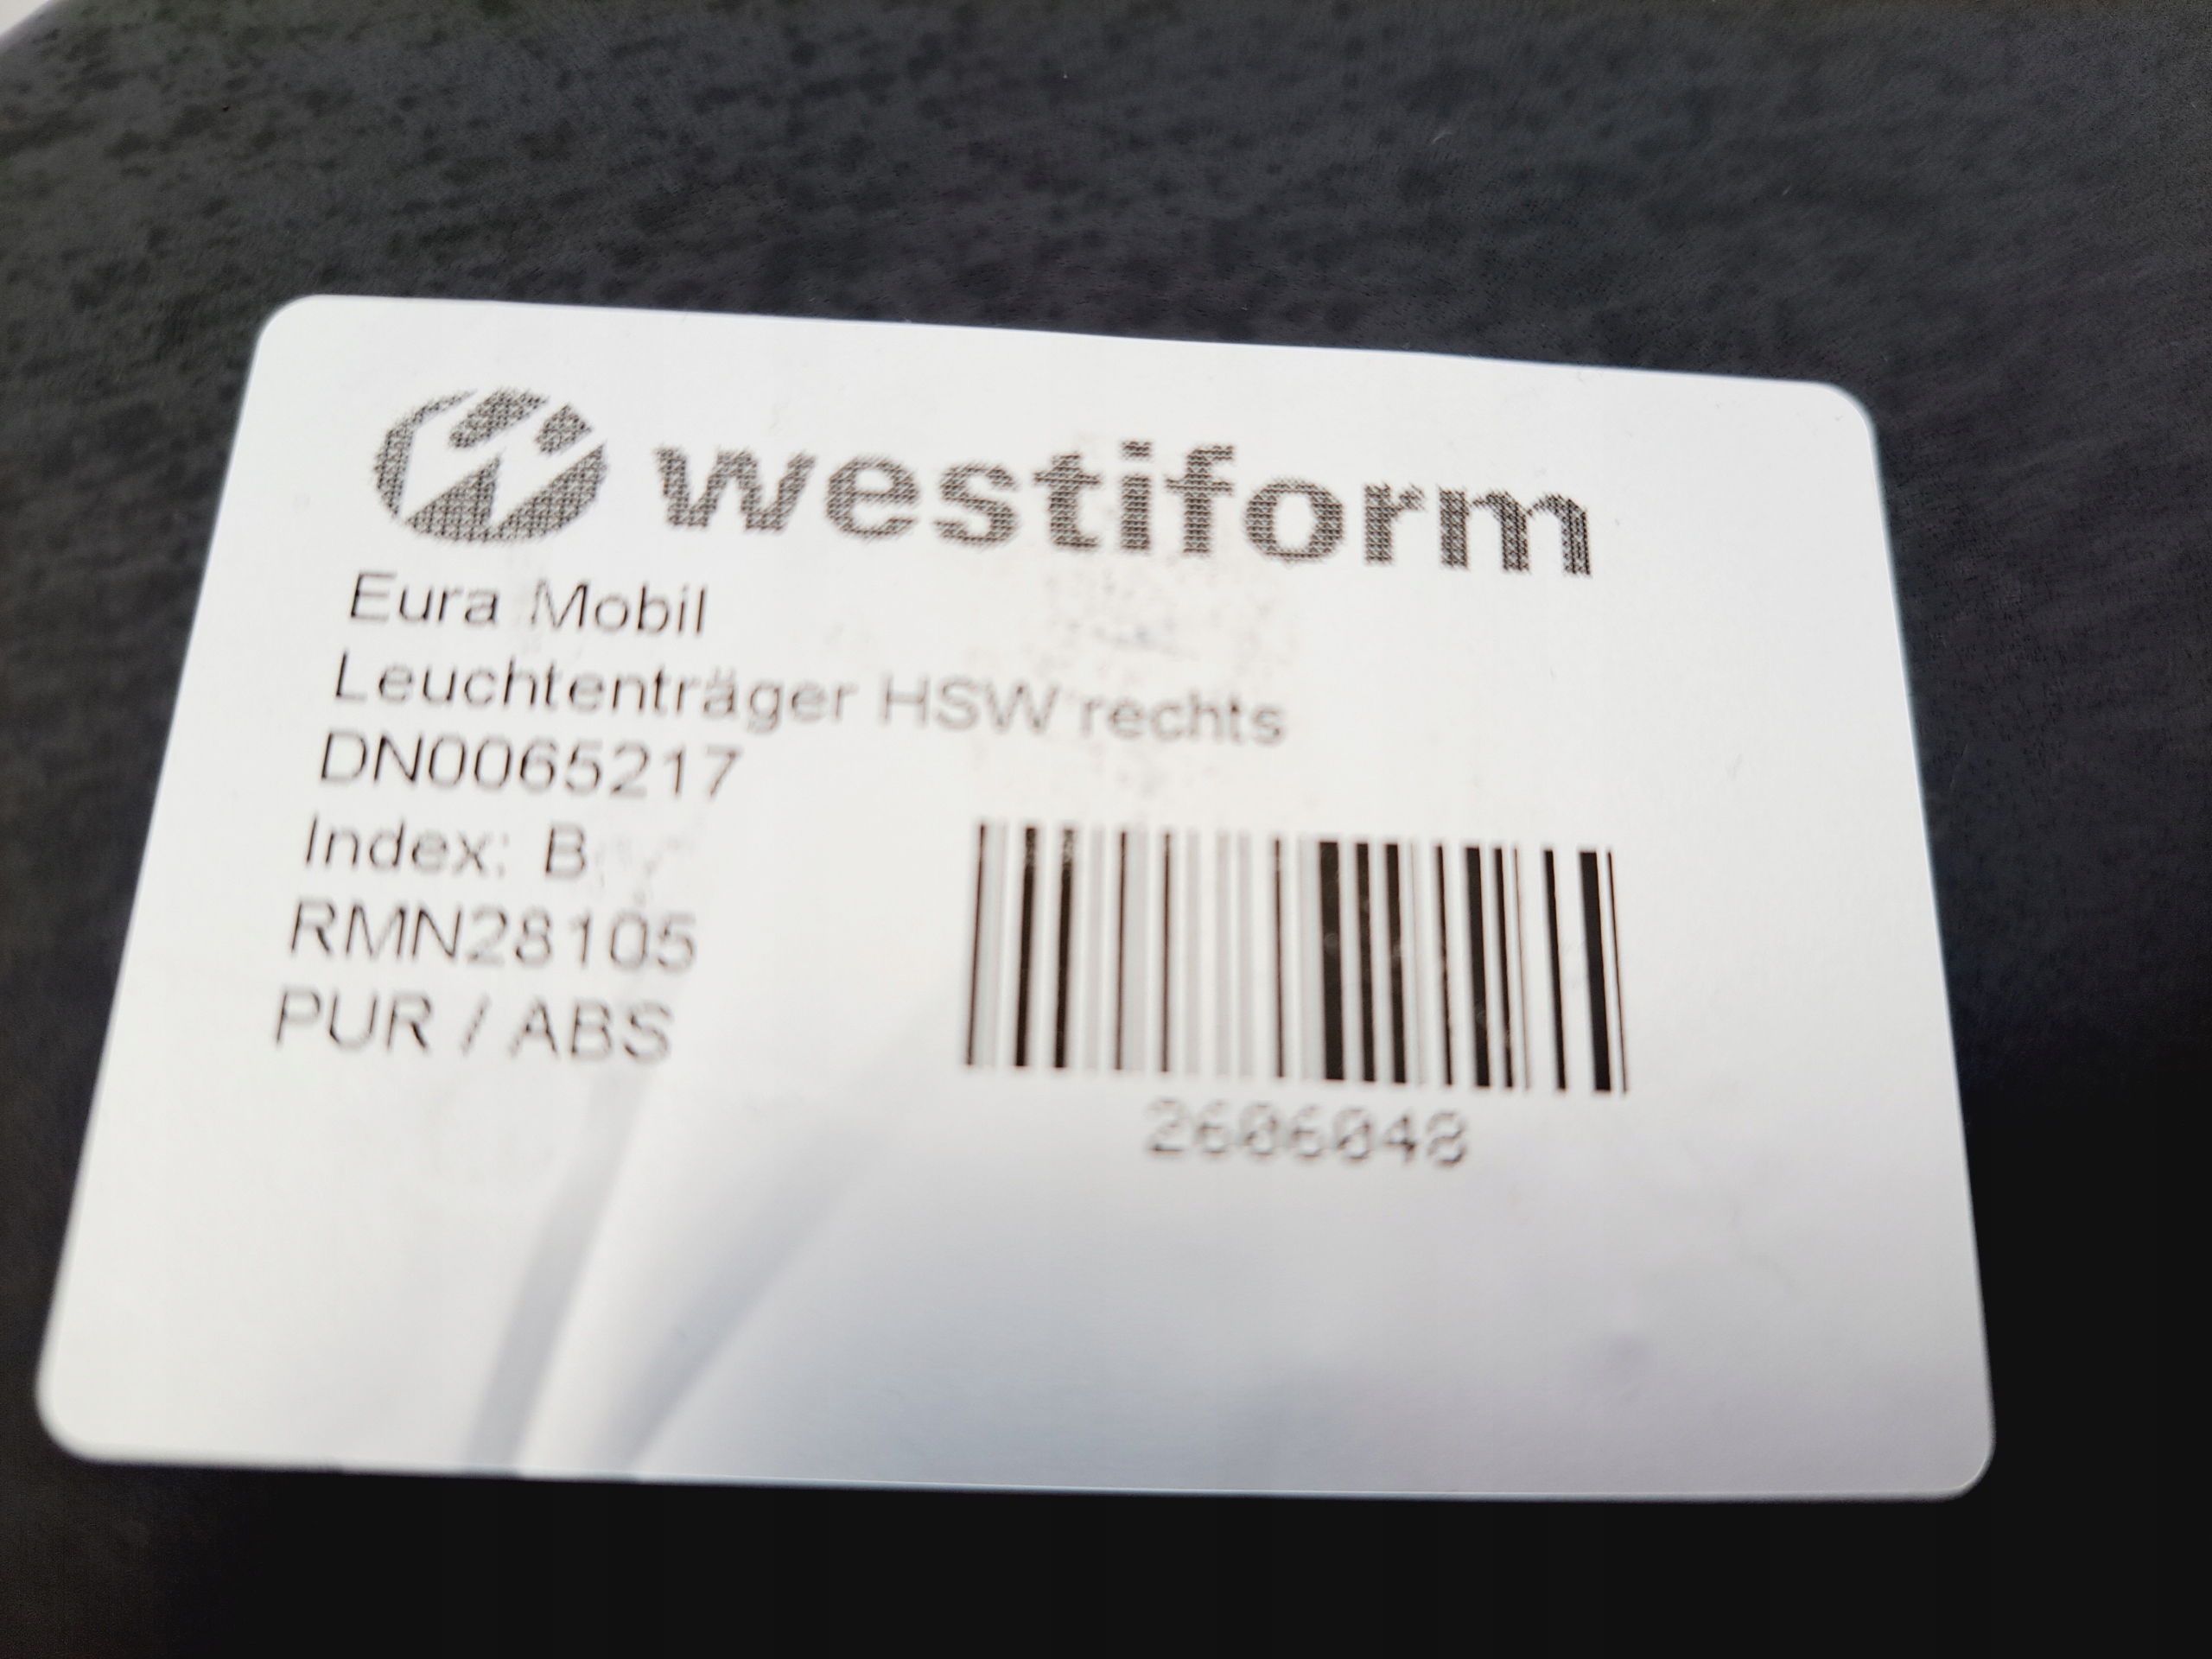 westiform
Eura Mobil
Leuchtenträger HSW rechts
DN0065217
Index: B
RMN28105
PUR / ABS
2606048